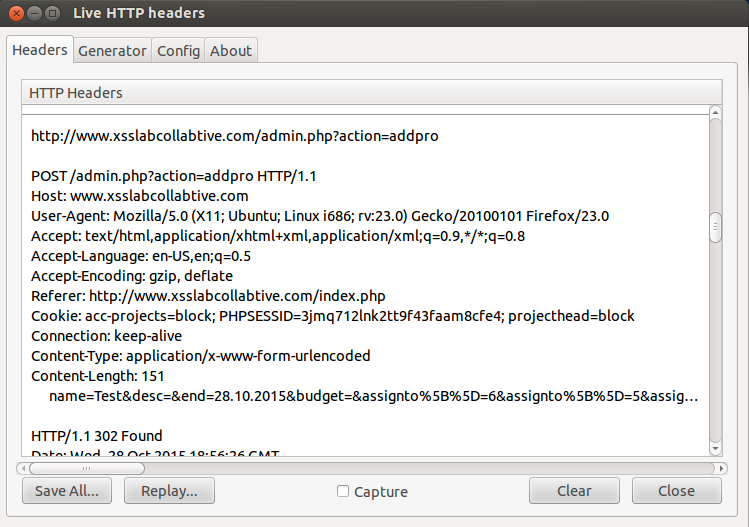 Live HTTP headers
Headers Generator Config About
HTTP Headers
http://www.xsslabcollabtive.com/admin.php?action=addpro
POST /admin.php?action=addpro HTTP/1.1
Host: www.xsslabcollabtive.com
User-Agent: Mozilla/5.0 (X11; Ubuntu; Linux i686; rv:23.0) Gecko/20100101 Firefox/23.0
Accept: text/html,application/xhtml+xml,application/xml;q=0.9,*/*;q=0.8
Accept-Language: en-US,en;q=0.5
Accept-Encoding: gzip, deflate
Referer: http://www.xsslabcollabtive.com/index.php
Cookie: acc-projects=block; PHPSESSID=3jmq712lnk2tt9f43faam8cfe4; projecthead=block
Connection: keep-alive
Content-Type: application/x-www-form-urlencoded
Content-Length: 151
name=Test&desc=&end=28.10.2015&budget=&assignto%5B%5D=6&assignto%5B%5D=5&assig...
HTTP/1.1 302 Found
Date: Wed, 28 Oct 2015 18:56:26 GMT
Save All... Replay... Capture Clear Close